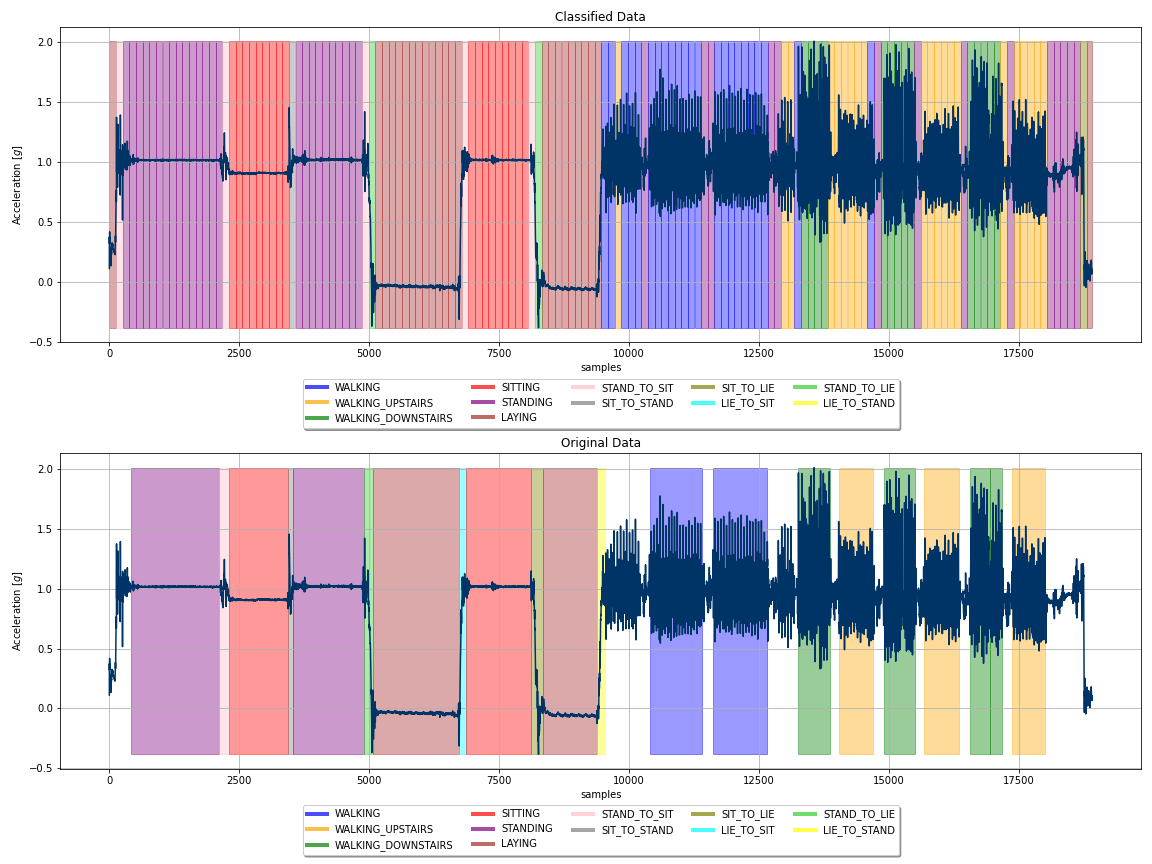 Classified Data
2.0
1.5
1.0
0.5
0.0
−0.5
Acceleration [g]
0 2500 5000 7500 10000 12500 15000 17500
samples
WALKING SITTING STAND_TO_SIT SIT_TO_LIE STAND_TO_LIE
WALKING_UPSTAIRS STANDING SIT_TO_STAND LIE_TO_SIT LIE_TO_STAND
WALKING_DOWNSTAIRS LAYING
Original Data
2.0
1.5
1.0
0.5
0.0
−0.5
Acceleration [g]
0 2500 5000 7500 10000 12500 15000 17500
samples
WALKING SITTING STAND_TO_SIT SIT_TO_LIE STAND_TO_LIE
WALKING_UPSTAIRS STANDING SIT_TO_STAND LIE_TO_SIT LIE_TO_STAND
WALKING_DOWNSTAIRS LAYING